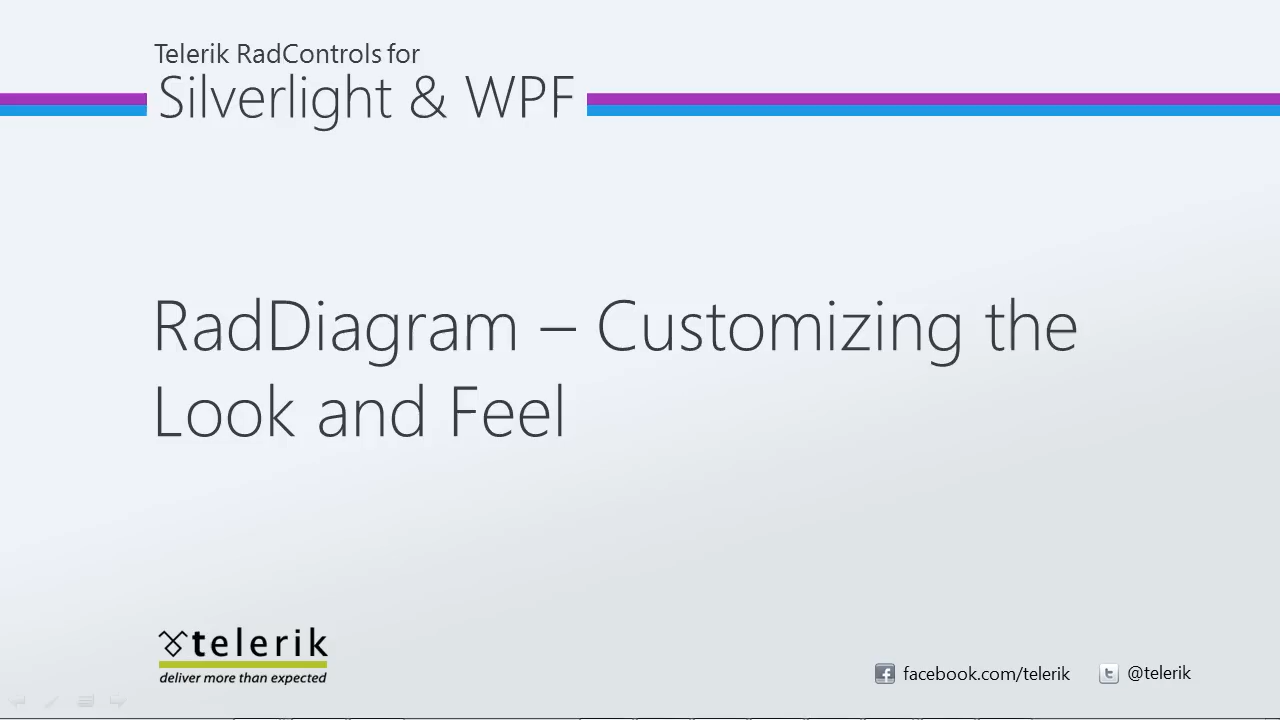 Telerik RadControls for
Silverlight & WPF
RadDiagram – Customizing the
Look and Feel
telerik
deliver more than expected
facebook.com/telerik
@telerik